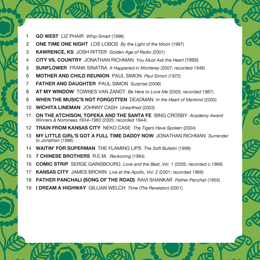 1 GO WEST LIZ PHAIR Whip-Smart (1996)
2 ONE TIME ONE NIGHT LOS LOBOS By the Light of the Moon (1987)
3 KAWRENCE, KS JOSH RITTER Golden Age of Radio (2001)
4 CITY VS. COUNTRY JONATHAN RICHMAN You Must Ask the Heart (1995)
5 SUNFLOWER FRANK SINATRA It Happened in Monterey (2007; recorded 1948)
6 MOTHER AND CHILD REUNION PAUL SIMON Paul Simon (1972)
7 FATHER AND DAUGHTER PAUL SIMON Surprise (2006)
8 AT MY WINDOW TOWNES VAN ZANDT Be Here to Love Me (2005; recorded 1987)
9 WHEN THE MUSIC'S NOT FORGOTTEN DEADMAN In the Heart of Mankind (2005)
10 WICHITA LINEMAN JOHNNY CASH Unearthed (2003)
11 ON THE ATCHISON, TOPEKA AND THE SANTA FE BING CROSBY Academy Award
Winners & Nominees 1934–1960 (2005; recorded 1944)
12 TRAIN FROM KANSAS CITY NEKO CASE The Tigers Have Spoken (2004)
13 MY LITTLE GIRL'S GOT A FULL TIME DADDY NOW JONATHAN RICHMAN Surrender
to Jonathan (1996)
14 WAITIN' FOR SUPERMAN THE FLAMING LIPS The Soft Bulletin (1999)
15 7 CHINESE BROTHERS R.E.M. Reckoning (1984)
16 COMIC STRIP SERGE GAINSBOURG Love and the Beat, Vol. 1 (2005; recorded c.1966)
17 KANSAS CITY JAMES BROWN Live at the Apollo, Vol. 2 (2001; recorded 1968)
18 PATHER PANCHALI (SONG OF THE ROAD) RAVI SHANKAR Pather Panchali (1955)
19 I DREAM A HIGHWAY GILLIAN WELCH Time (The Revelator) (2001)